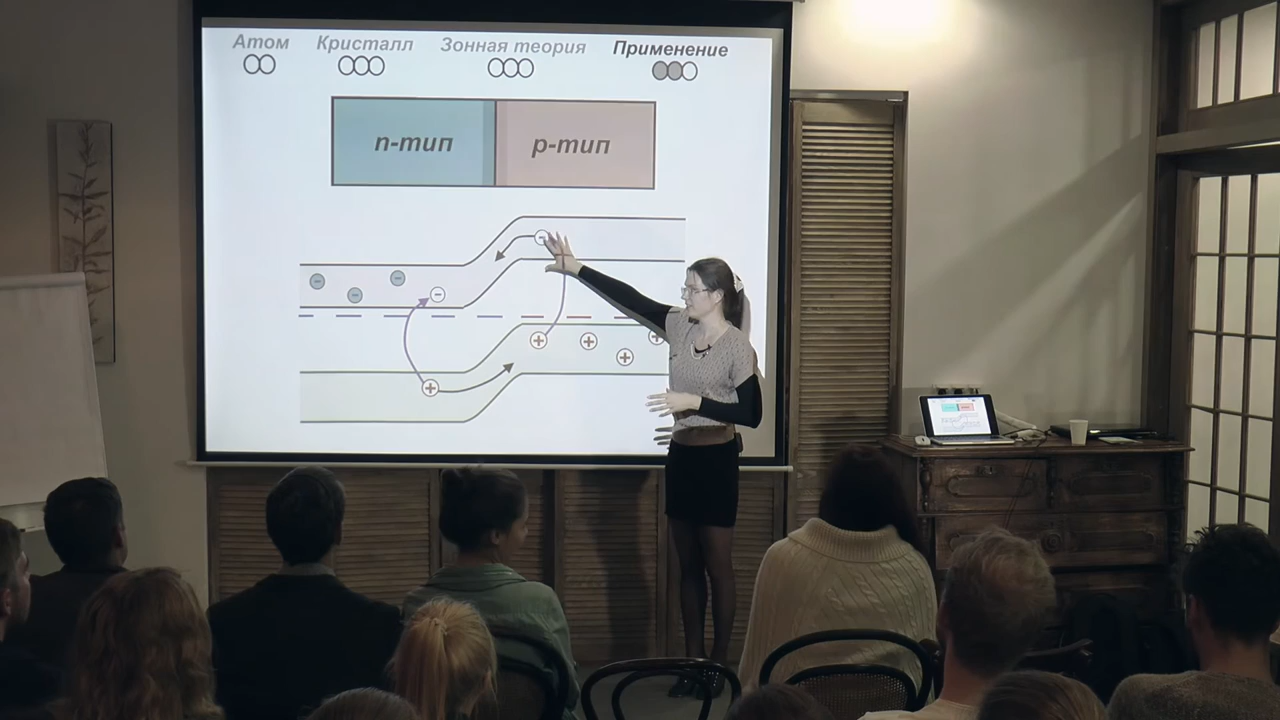 Атом Кристалл Зонная теория Применение
n-тип p-тип